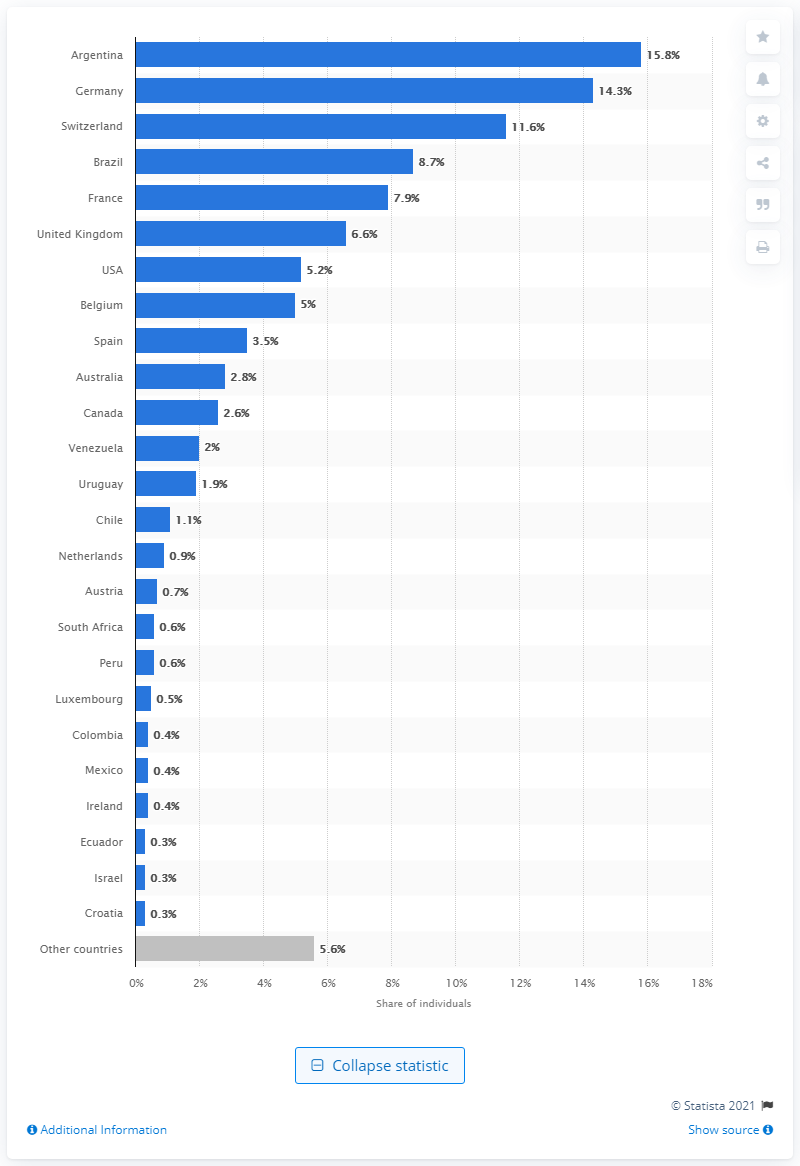 Argentina 15.8%
Germany 14.3%
Switzerland 11.6%
Brazil 8.7%
France 7.9%
United Kingdom 6.6%
USA 5.2%
Belgium 5%
Spain 3.5%
Australia 2.8%
Canada 2.6%
Venezuela 2%
Uruguay 1.9%
Chile 1.1%
Netherlands 0.9%
Austria 0.7%
South Africa 0.6%
Peru 0.6%
Luxembourg 0.5%
Colombia 0.4%
Mexico 0.4%
Ireland 0.4%
Ecuador 0.3%
Israel 0.3%
Croatia 0.3%
Other countries 5.6%
0% 2% 4% 6% 8% 10% 12% 14% 16% 18%
Share of individuals
Collapse statistic
© Statista 2021
Additional Information Show source